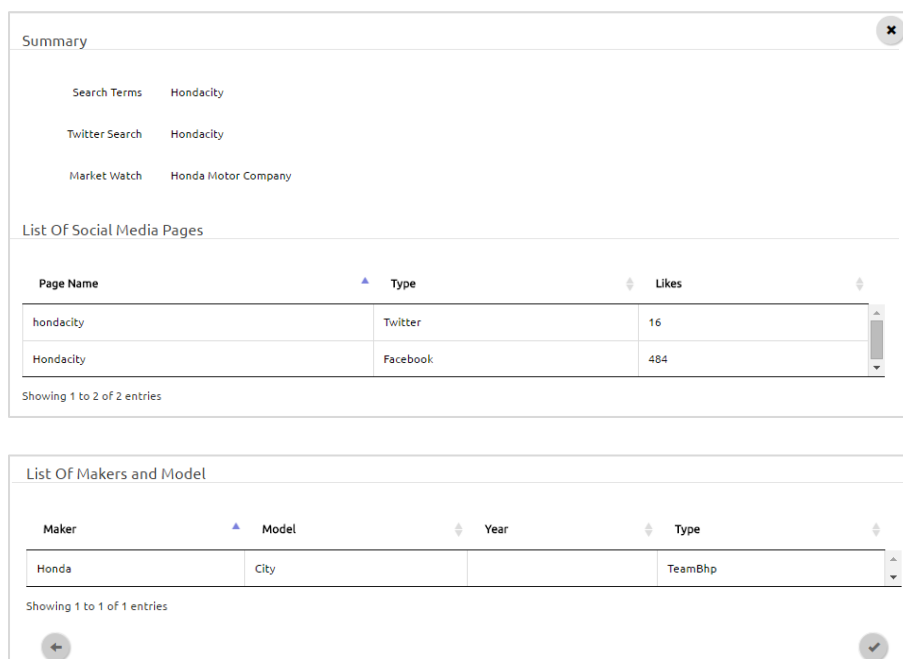 Summary
Search Terms Hondacity
Twitter Search Hondacity
Market Watch Honda Motor Company
List Of Social Media Pages
Page Name Type Likes
hondacity Twitter 16
Hondacity Facebook 484
Showing 1 to 2 of 2 entries
List Of Makers and Model
Maker Model Year Type
Honda City TeamBhp
Showing 1 to 1 of 1 entries